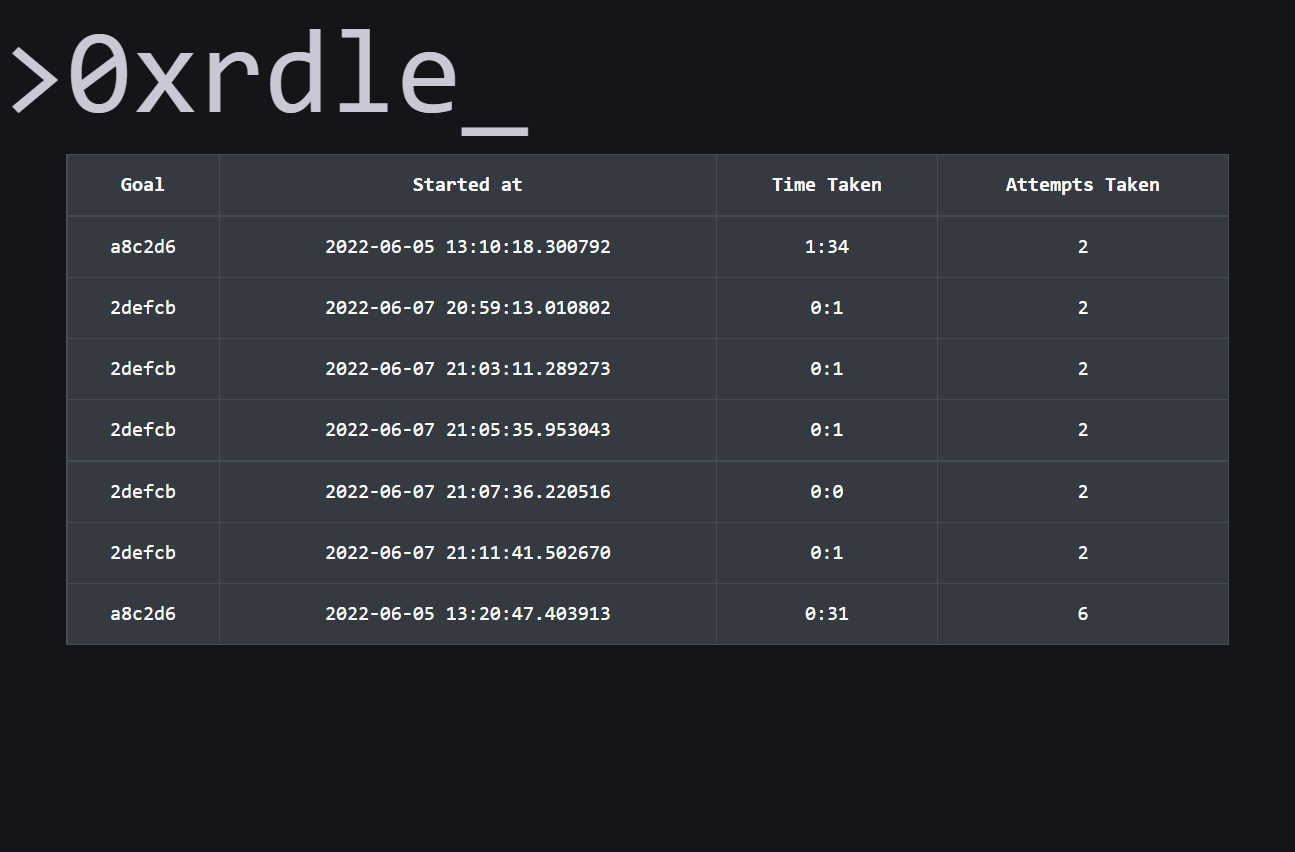 >0xrdle_
Goal Started at Time Taken Attempts Taken
a8c2d6 2022-06-05 13:10:18.300792 1:34 2
2defcb 2022-06-07 20:59:13.010802 0:1 2
2defcb 2022-06-07 21:03:11.289273 0:1 2
2defcb 2022-06-07 21:05:35.953043 0:1 2
2defcb 2022-06-07 21:07:36.220516 0:0 2
2defcb 2022-06-07 21:11:41.502670 0:1 2
a8c2d6 2022-06-05 13:20:47.403913 0:31 6